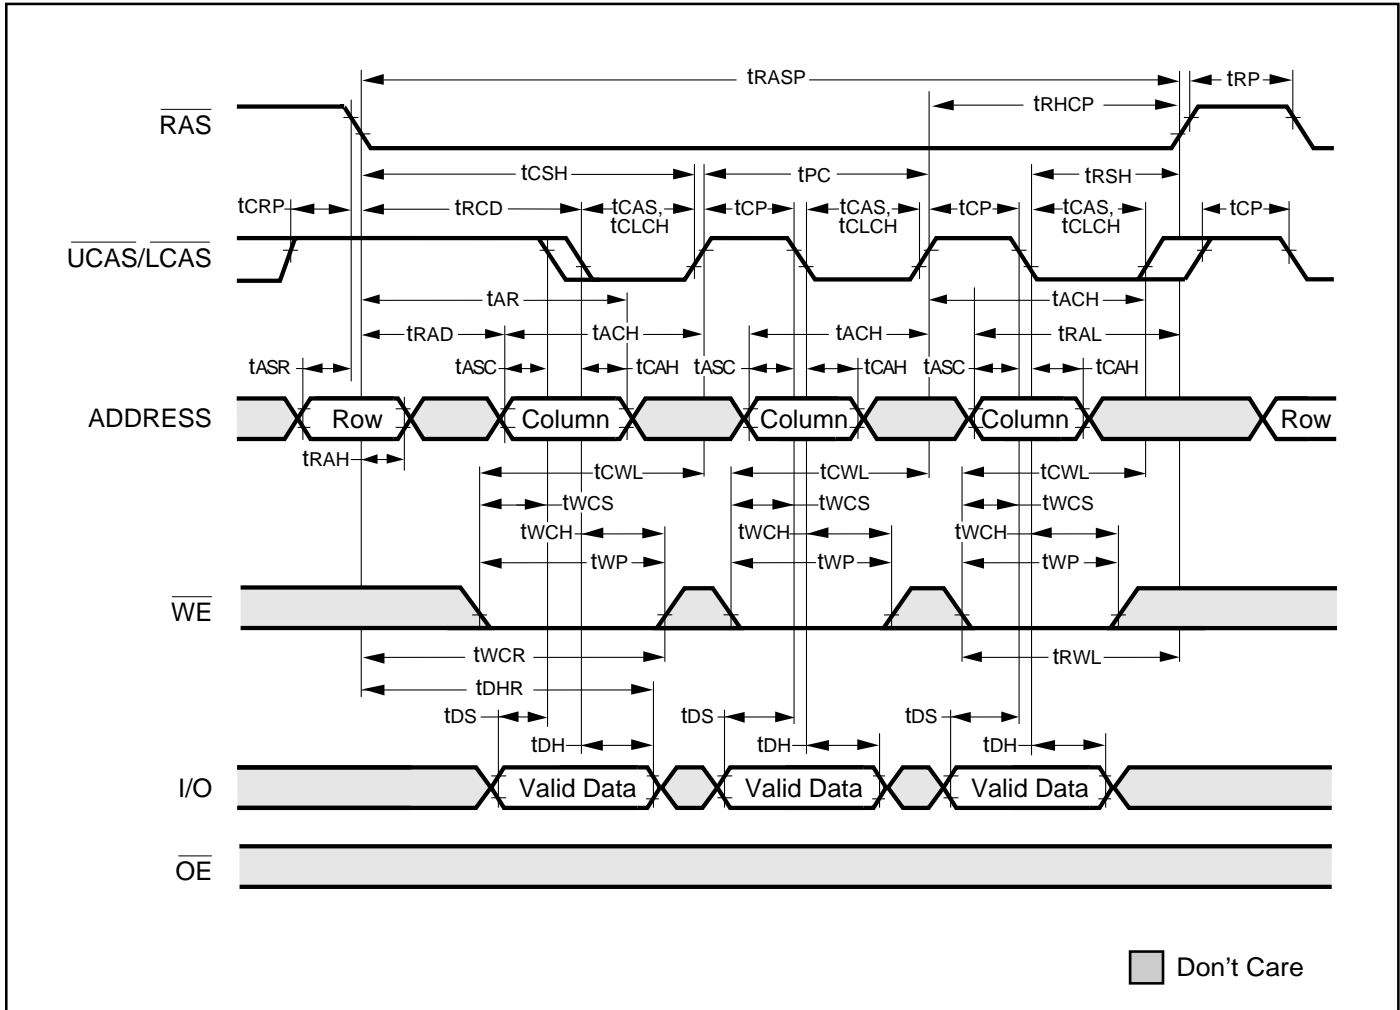 tRASP
tRP
tRHCP
RAS
tCSH
tPC
tRSH
tCRP
tRCD
tCAS,
tCLCH
tCP
tCAS,
tCLCH
tCP
tCAS,
tCLCH
tCP
UCAS/LCAS
tAR
tACH
tRAD
tACH
tACH
tRAL
tASR
tASC
tCAH
tASC
tCAH
tASC
tCAH
ADDRESS
Row
Column
Column
Column
Row
tRAH
tCWL
tCWL
tCWL
tWCS
tWCS
tWCS
tWCH
tWCH
tWCH
tWP
tWP
tWP
WE
tWCR
tRWL
tDHR
tDS
tDS
tDS
tDH
tDH
tDH
I/O
Valid Data
Valid Data
Valid Data
OE
Don't Care